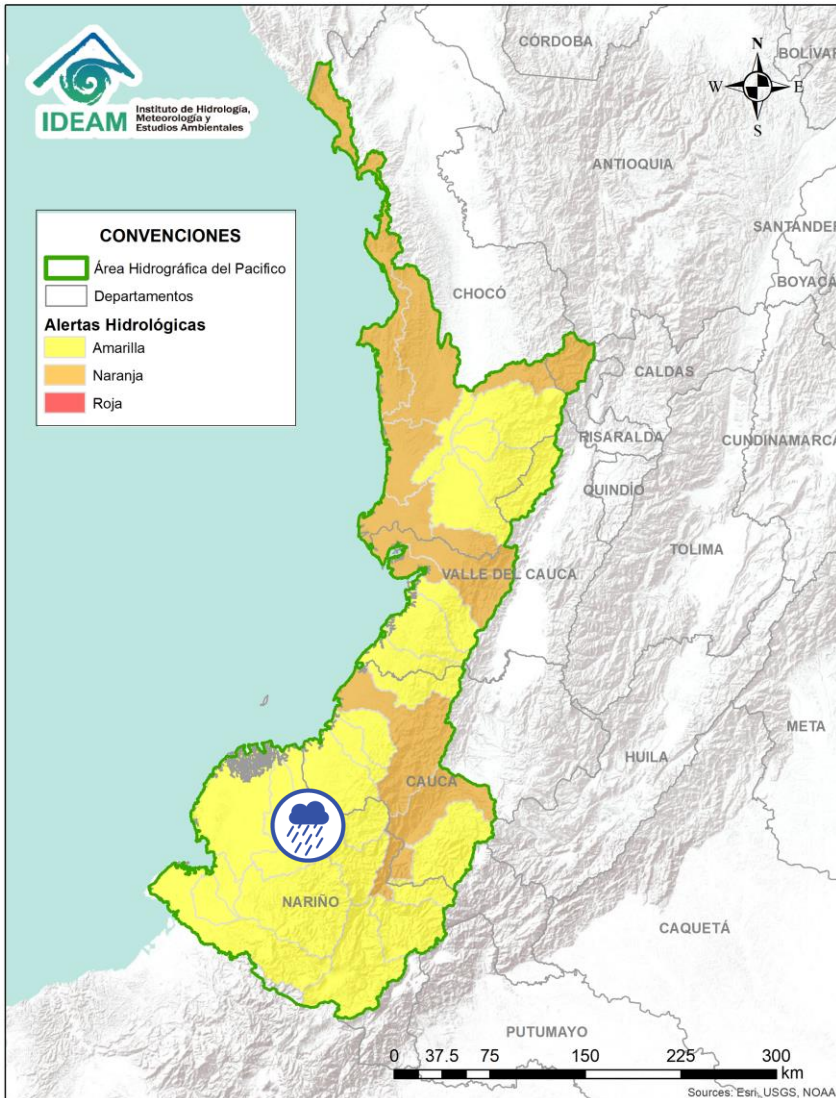 IDEAM
Instituto de Hidrología,
Meteorología y
Estudios Ambientales
N
W
E
S
CONVENCIONES
Área Hidrográfica del Pacifico
Departamentos
Alertas Hidrológicas
Amarilla
Naranja
Roja
CÓRDOBA
BOLÍVAR
ANTIOQUIA
SANTANDER
BOYACÁ
CHOCÓ
CALDAS
RISARALDA
CUNDINAMARCA
QUINDÍO
TOLIMA
VALLE DEL CAUCA
META
HUILA
CAUCA
NARIÑO
CAQUETÁ
PUTUMAYO
0 37.5 75 150 225 300
km
Sources: Esri, USGS, NOAA